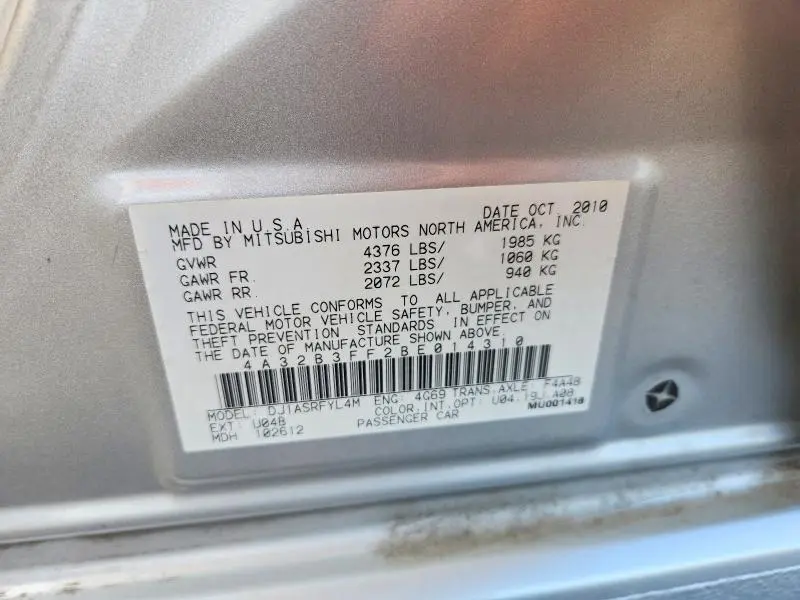 MADE IN U.S.A. DATE OCT. 2010
MFD BY MITSUBISHI MOTORS NORTH AMERICA, INC.
GVWR 4376 LBS/ 1985 KG
GAWR FR. 2337 LBS/ 1060 KG
GAWR RR. 2072 LBS/ 940 KG
THIS VEHICLE CONFORMS TO ALL APPLICABLE
FEDERAL MOTOR VEHICLE SAFETY, BUMPER, AND
THEFT PREVENTION STANDARDS IN EFFECT ON
THE DATE OF MANUFACTURE SHOWN ABOVE.
4A32B3FF2BE014310
MODEL: DJ1ASRFYL4M ENG: 4G69 TRANS.AXLE: F4A4B
EXT: U04B COLOR,INT,OPT: U04,19J,A08
MDH 102612 PASSENGER CAR MU001418